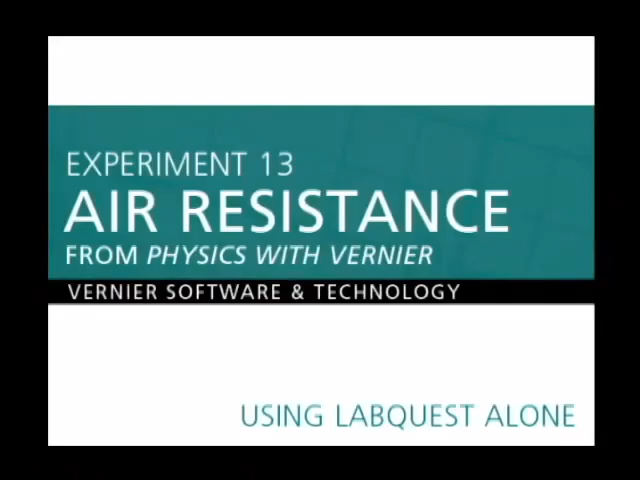 EXPERIMENT 13
AIR RESISTANCE
FROM PHYSICS WITH VERNIER
VERNIER SOFTWARE & TECHNOLOGY
USING LABQUEST ALONE